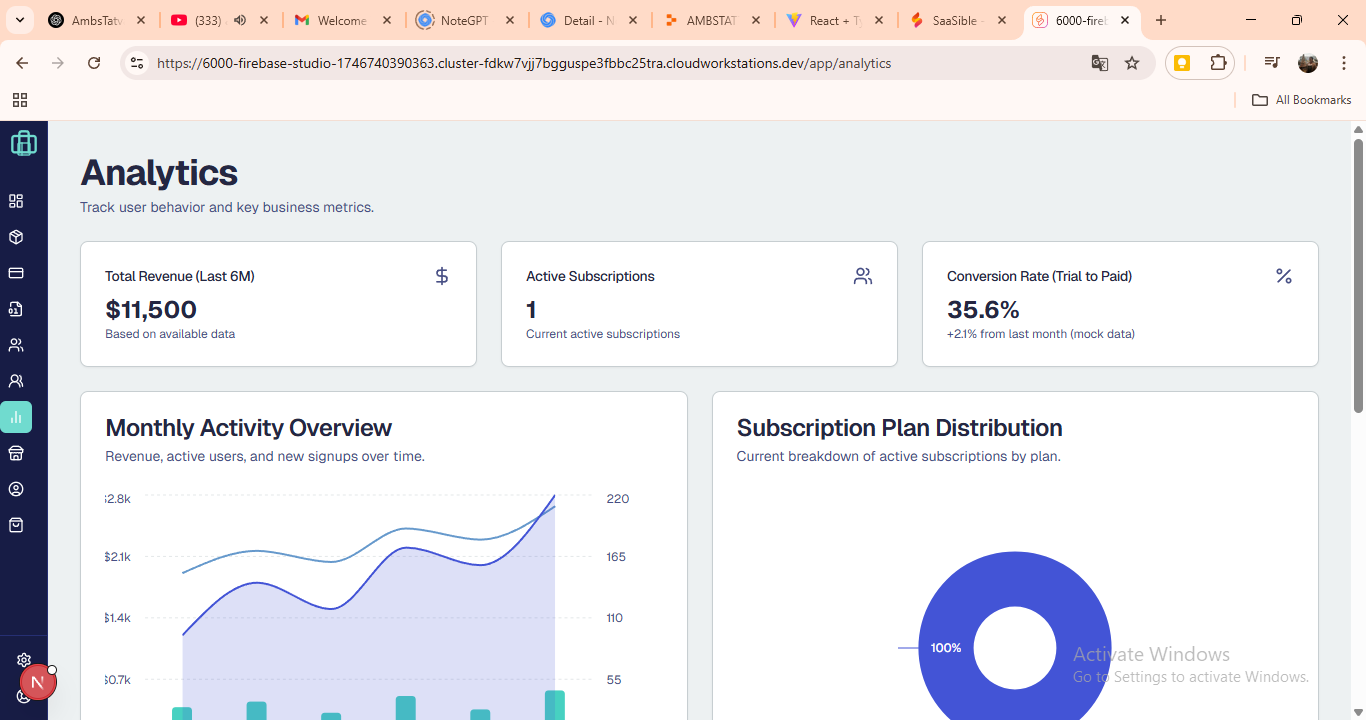 AmbsTatv
(333)
Welcome
NoteGPT
Detail - N
AMBSTAT
React + Ty
SaaSible -
6000-fireb
https://6000-firebase-studio-1746740390363.cluster-fdkw7vjj7bgguspe3fbbc25tra.cloudworkstations.dev/app/analytics
All Bookmarks
Analytics
Track user behavior and key business metrics.
Total Revenue (Last 6M)
$
$11,500
Based on available data
Active Subscriptions
1
Current active subscriptions
Conversion Rate (Trial to Paid)
%
35.6%
+2.1% from last month (mock data)
Monthly Activity Overview
Revenue, active users, and new signups over time.
$2.8k
220
$2.1k
165
$1.4k
110
$0.7k
55
Subscription Plan Distribution
Current breakdown of active subscriptions by plan.
100%
Activate Windows
Go to Settings to activate Windows.
N